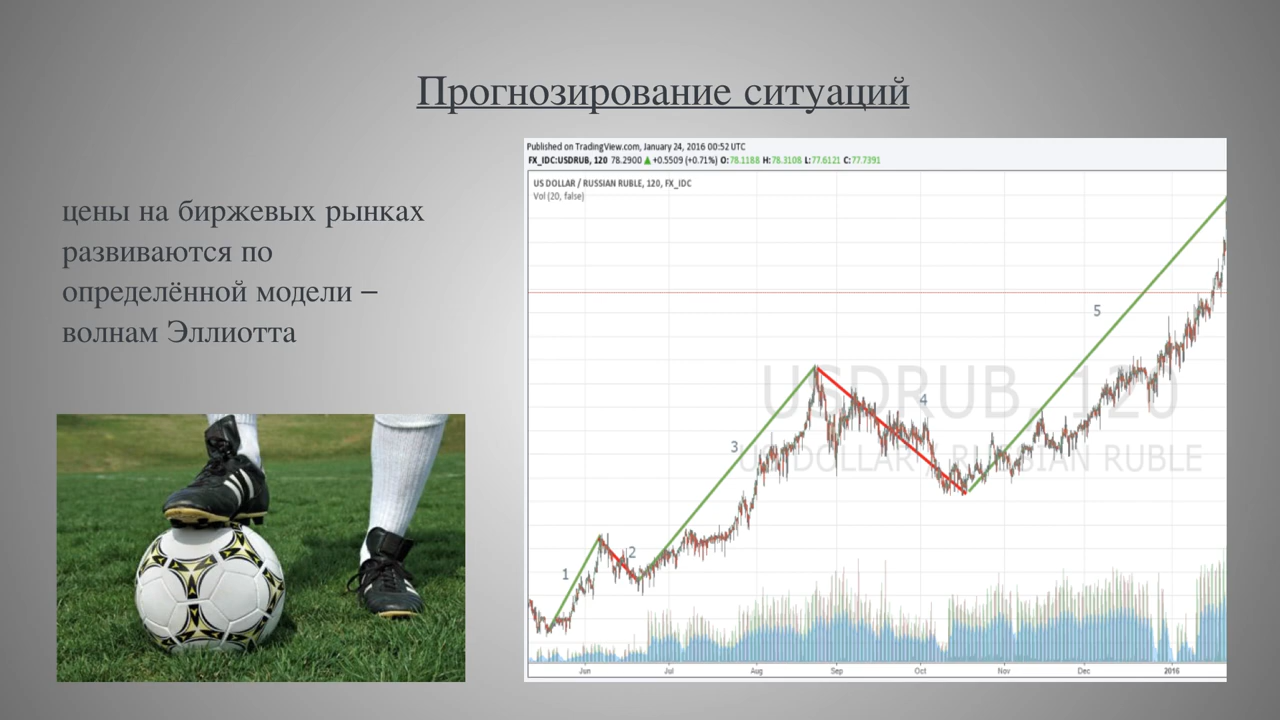 Прогнозирование ситуаций
цены на биржевых рынках
развиваются по
определённой модели –
волнам Эллиотта
Published on TradingView.com, January 24, 2016 00:52 UTC
FX_IDC:USDRUB, 120 78.2900 ▲ +0.5509 (+0.71%) O:78.1188 H:78.3108 L:77.6121 C:77.7391
US DOLLAR / RUSSIAN RUBLE, 120, FX_IDC
Vol (20, false)
USDRUB, 120
US DOLLAR / RUSSIAN RUBLE
1
2
3
4
5
Jun Jul Aug Sep Oct Nov Dec 2016